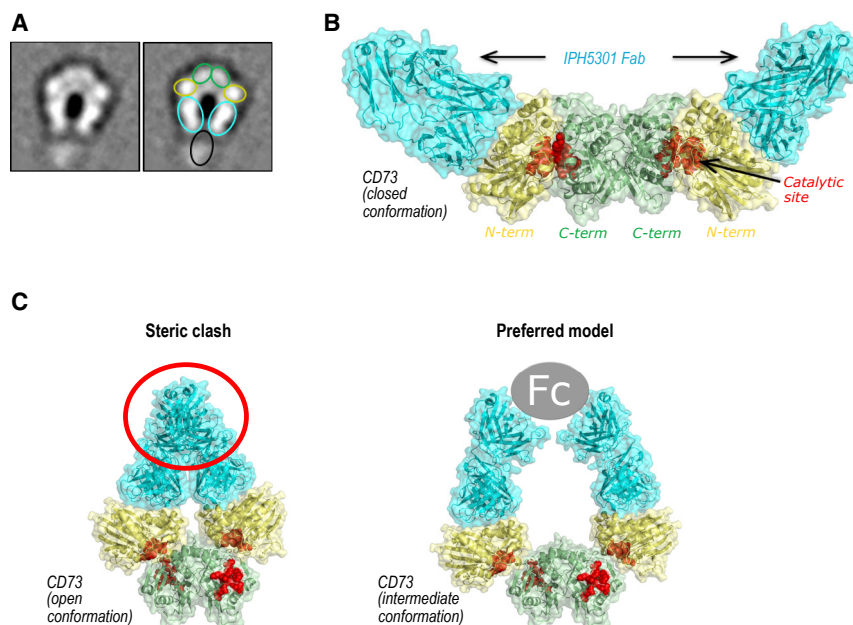 A
B
IPH5301 Fab
CD73
(closed
conformation)
Catalytic
site
N-term C-term C-term N-term
C
Steric clash
Preferred model
Fc
CD73
(open
conformation)
CD73
(intermediate
conformation)